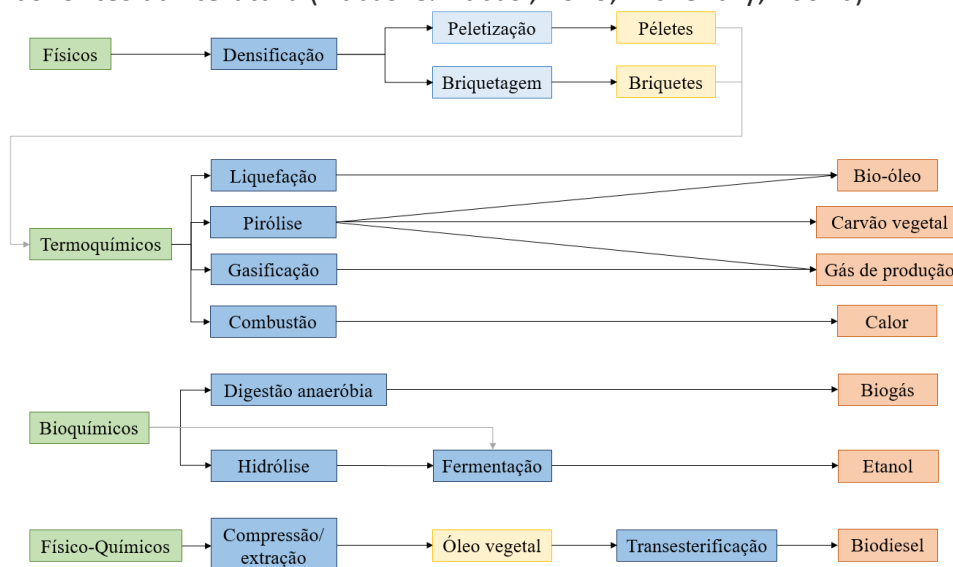 Peletização
Péletes
Físicos
Densificação
Briquetagem
Briquetes
Liquefação
Bio-óleo
Pirólise
Carvão vegetal
Termoquímicos
Gasificação
Gás de produção
Combustão
Calor
Digestão anaeróbia
Biogás
Bioquímicos
Hidrólise
Fermentação
Etanol
Físico-Químicos
Compressão/
extração
Óleo vegetal
Transesterificação
Biodiesel